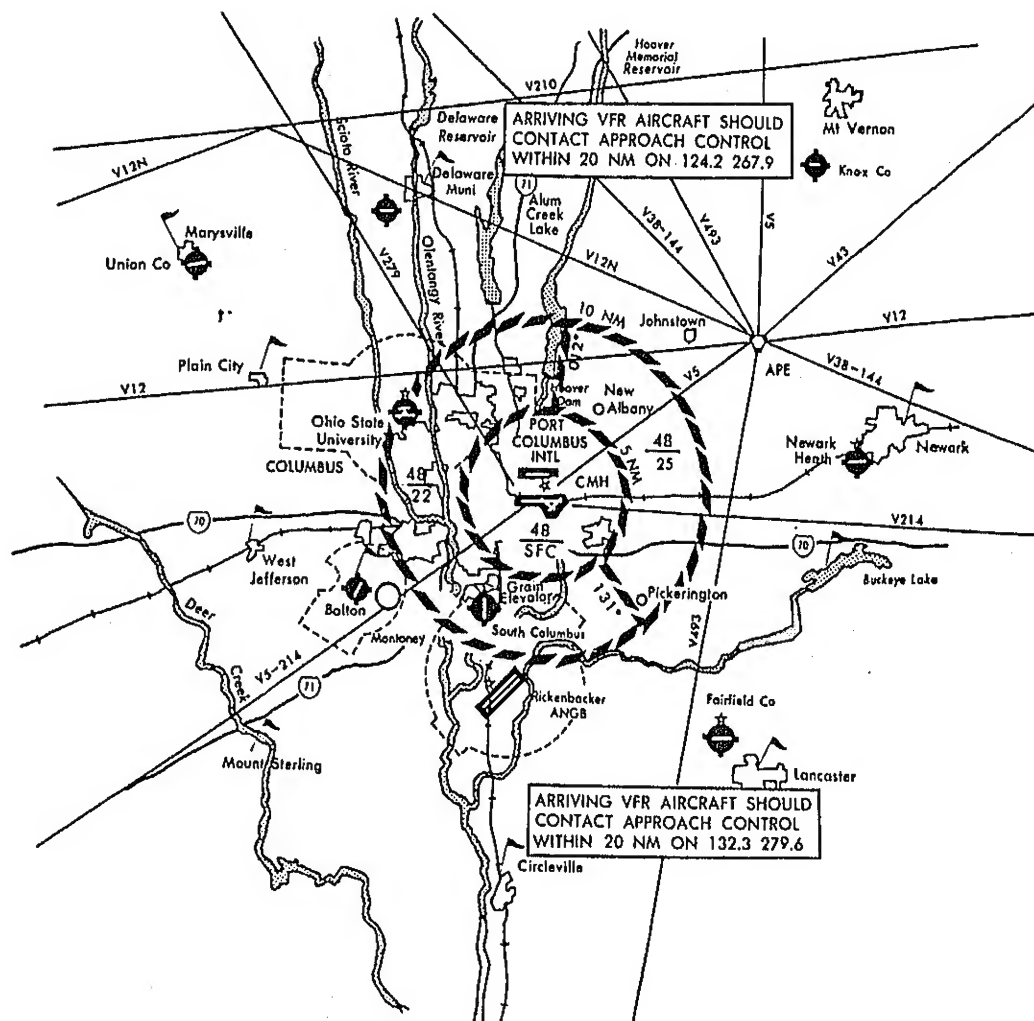 Hoover
Memorial
Reservoir
V210
Mt Vernon
ARRIVING VFR AIRCRAFT SHOULD
CONTACT APPROACH CONTROL
WITHIN 20 NM ON 124.2 267.9
Knox Co
Scioto River
Delaware
Reservoir
V12N
Delaware
Muni
71
Alum
Creek
Lake
V38-144
V493
V5
V43
Marysville
Union Co
V279
Olentangy River
V12N
10 NM
Johnstown
V12
012°
APE
V38-144
Plain City
V12
V5
Hoover
Dam
New
Albany
Ohio State
University
PORT
COLUMBUS
INTL
48
25
5 NM
Newark
Heath
Newark
COLUMBUS
48
22
CMH
48
SFC
V214
70
70
West
Jefferson
Buckeye Lake
Bolton
Grain
Elevator
131°
Pickerington
Deer
Creek
South Columbus
V5-214
71
V493
Rickenbacker
ANGB
Fairfield Co
Mount Sterling
Lancaster
ARRIVING VFR AIRCRAFT SHOULD
CONTACT APPROACH CONTROL
WITHIN 20 NM ON 132.3 279.6
Circleville